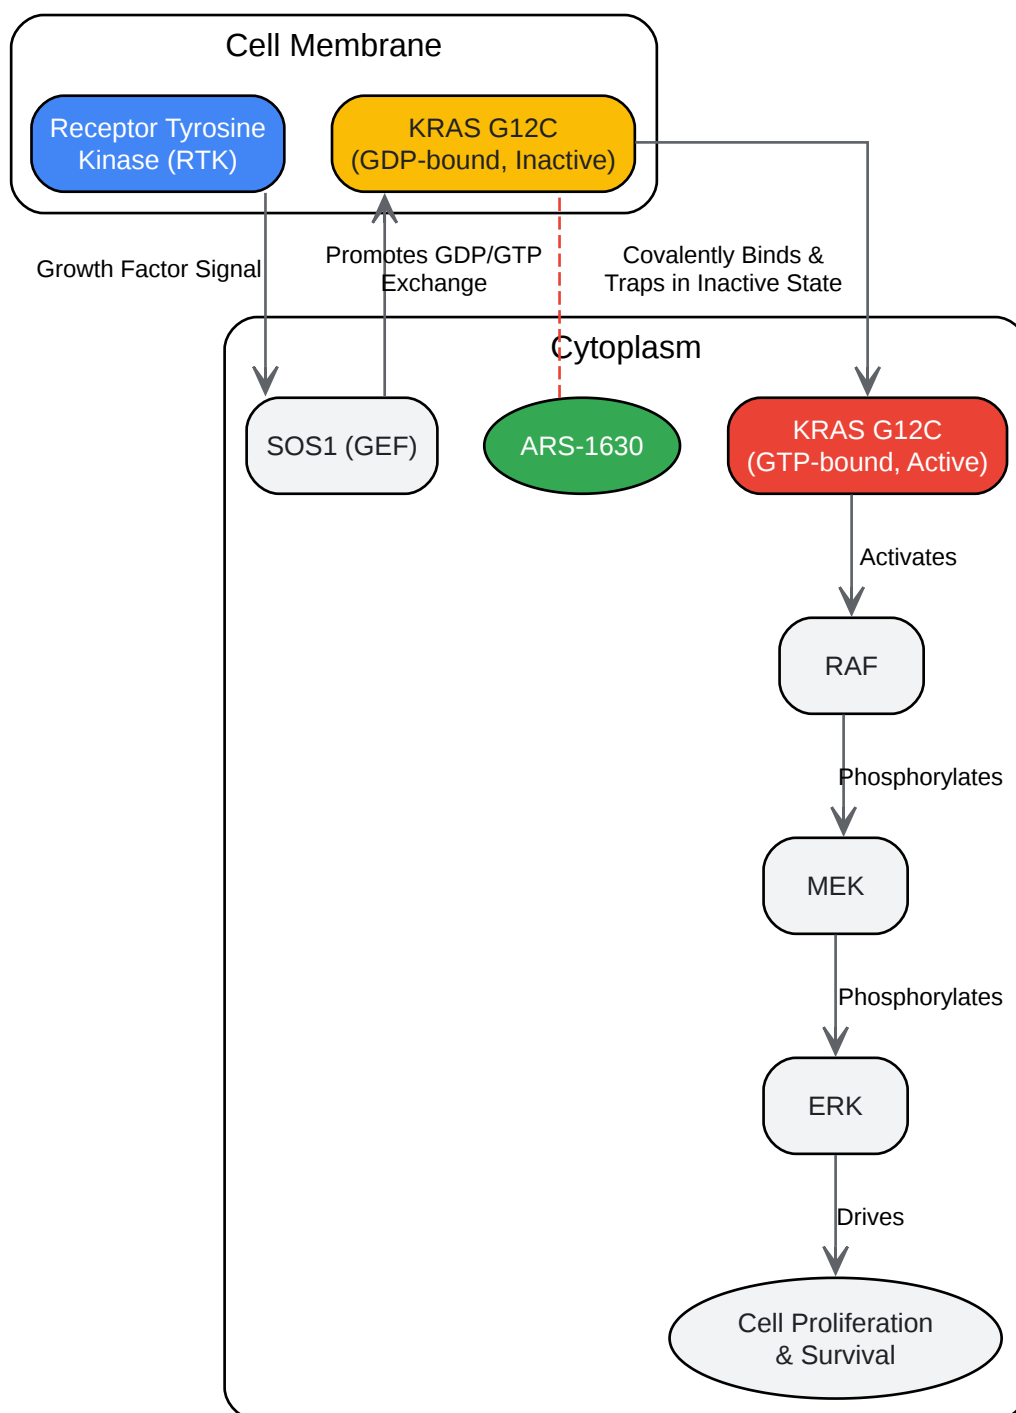 Cell Membrane
Receptor Tyrosine
Kinase (RTK)
KRAS G12C
(GDP-bound, Inactive)
Growth Factor Signal
Promotes GDP/GTP
Exchange
Covalently Binds &
Traps in Inactive State
Cytoplasm
SOS1 (GEF)
ARS-1630
KRAS G12C
(GTP-bound, Active)
Activates
RAF
Phosphorylates
MEK
Phosphorylates
ERK
Drives
Cell Proliferation
& Survival